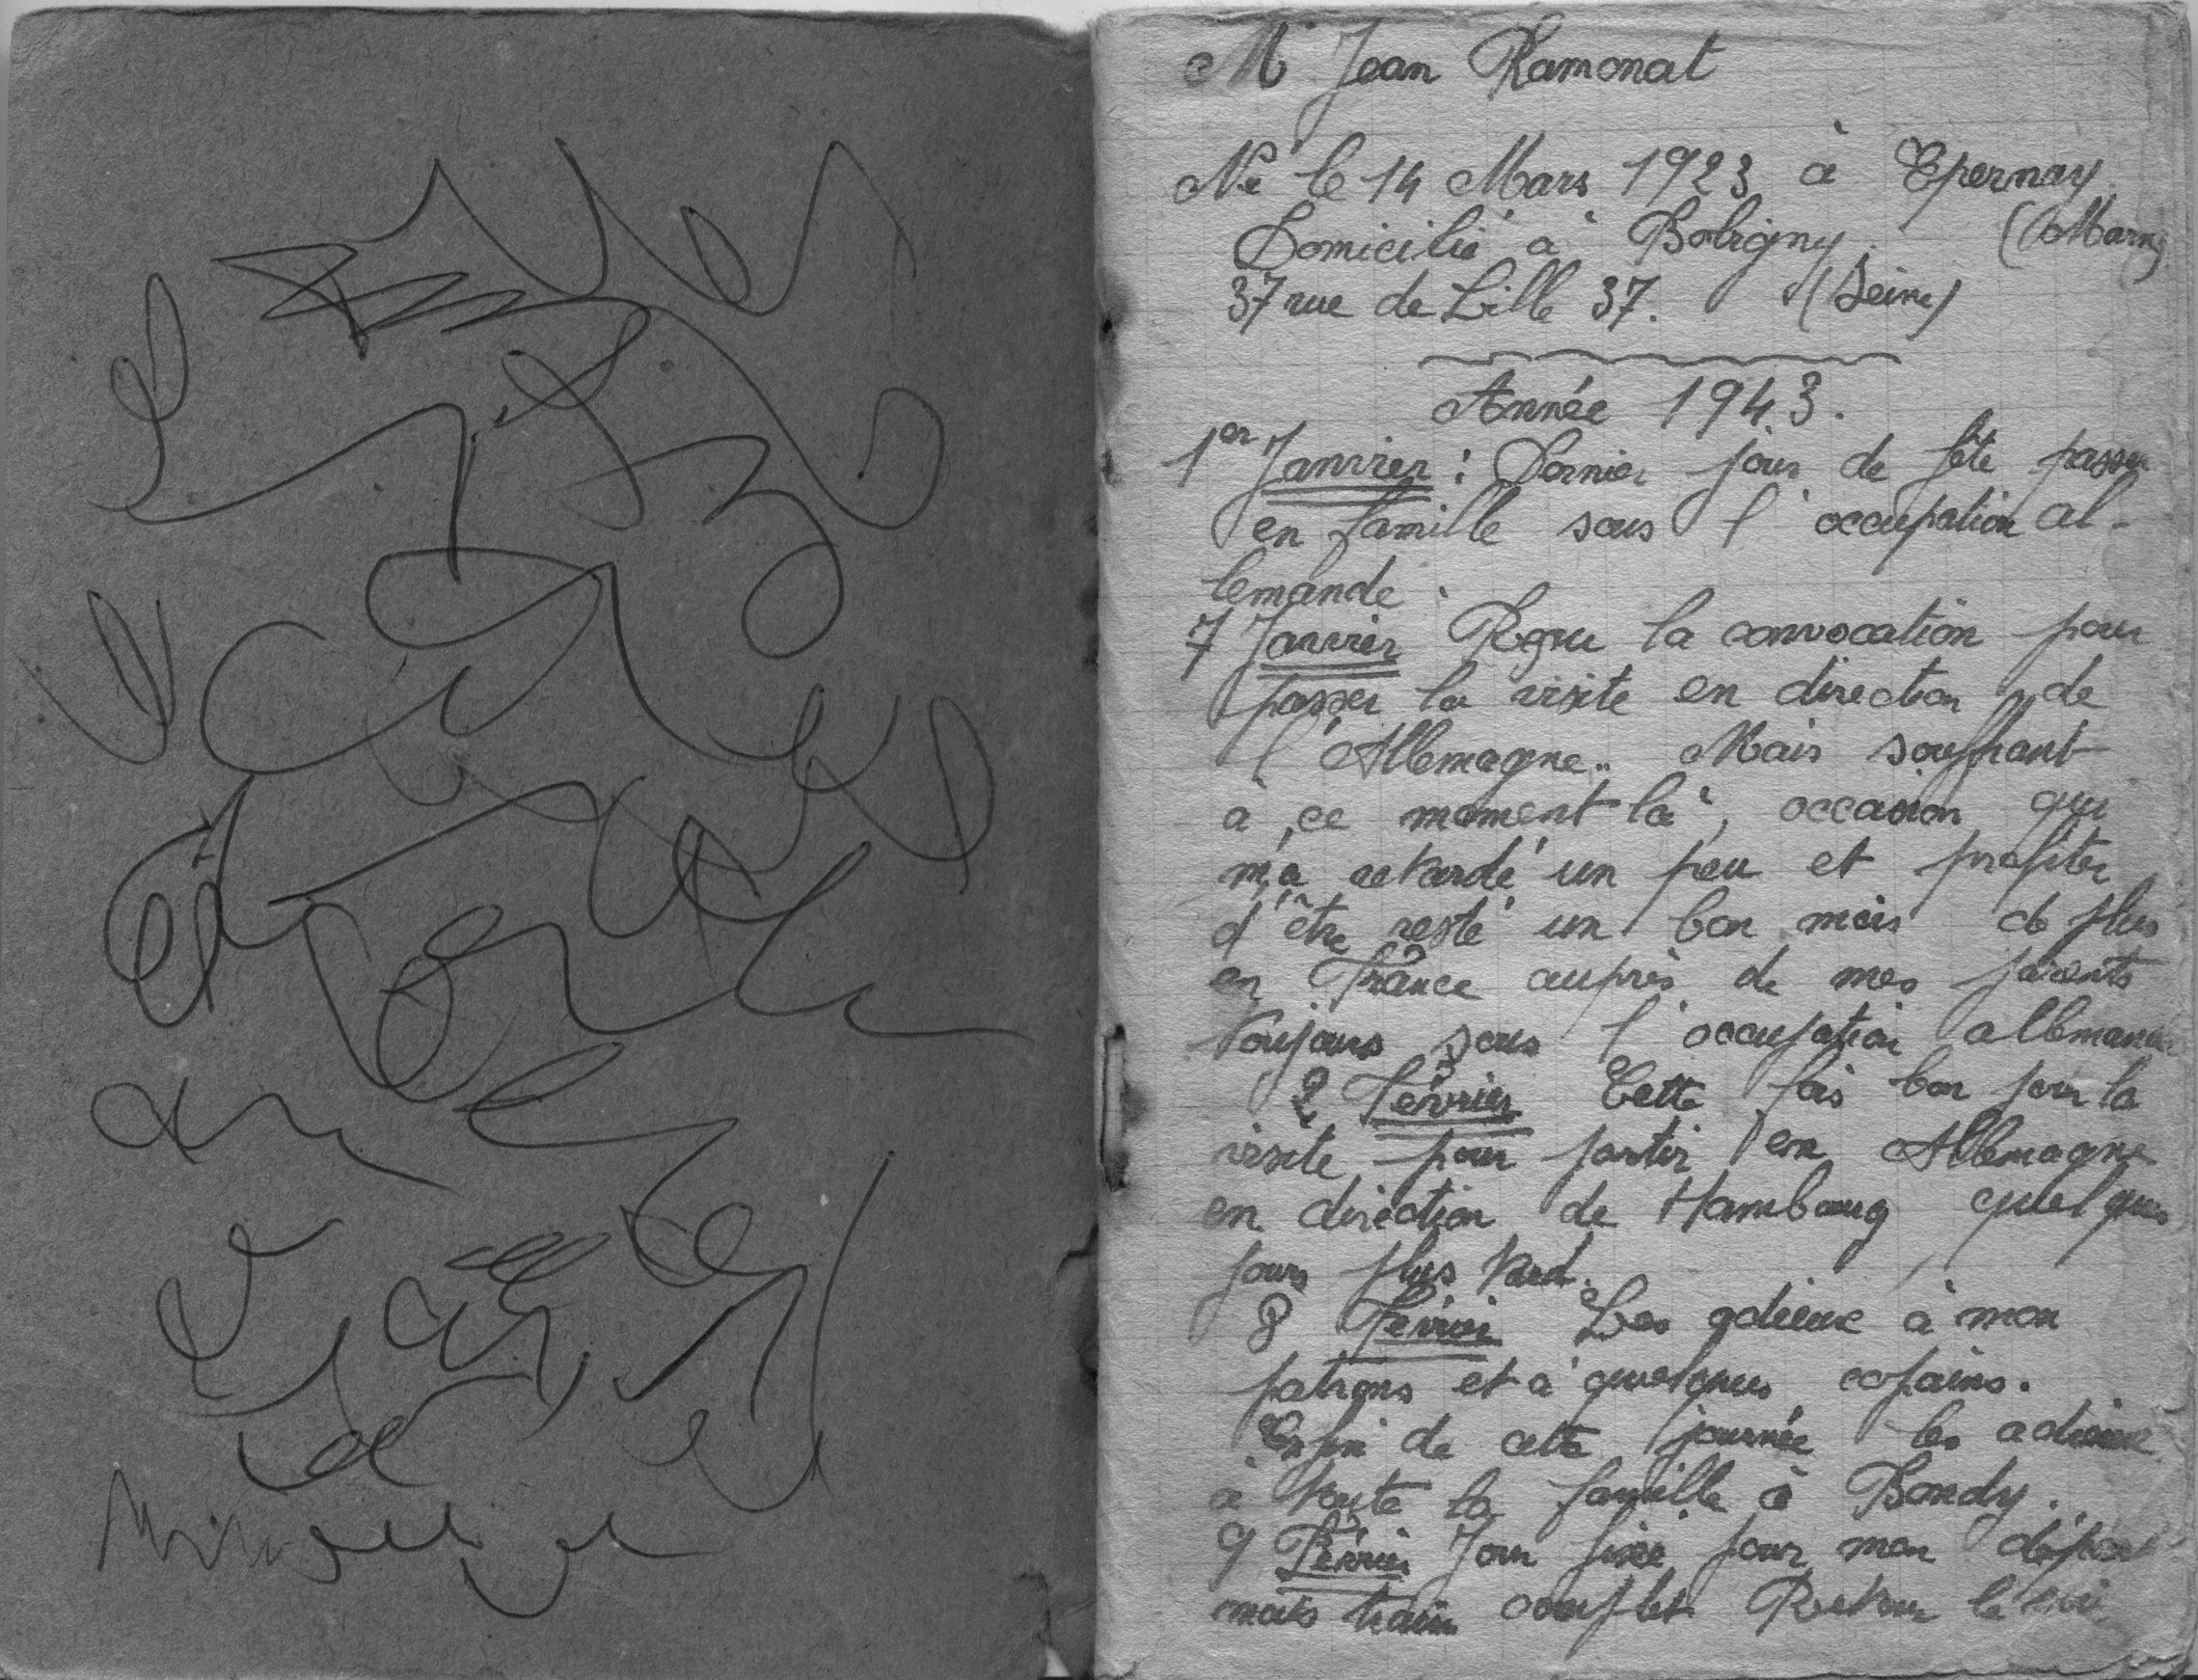 Mr Jean Ramonat
Né le 14 Mars 1923 à Epernay
(Marne)
Domicilié à Bobigny.
37 rue de Lille 37. (Seine)
Année 1943.
1er Janvier : Dernier jour de fête passer
en famille sous l'occupation al-
lemande.
7 Janvier Reçu la convocation pour
passer la visite en direction de
l'Allemagne.. Mais souffrant
à ce moment là, occasion qui
m'a retardé un peu et profiter
d'être resté un bon mois de plus
en France auprès de mes parents
toujours sous l'occupation allemande
2 Février Cette fois bon pour la
visite pour partir en Allemagne
en direction de Hambourg quelques
jours plus tard.
8 Février Les adieux à mon
patrons et à quelques copains.
Enfin de cette journée les adieux
à toute la famille à Bondy.
9 Février Jour fixé pour mon départ
mais train complet Retour le soir